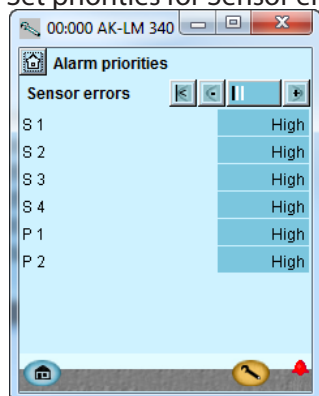 Set priorities for Sensor er
00:000 AK-LM 340
Alarm priorities
Sensor errors
S 1 High
S 2 High
S 3 High
S 4 High
P 1 High
P 2 High